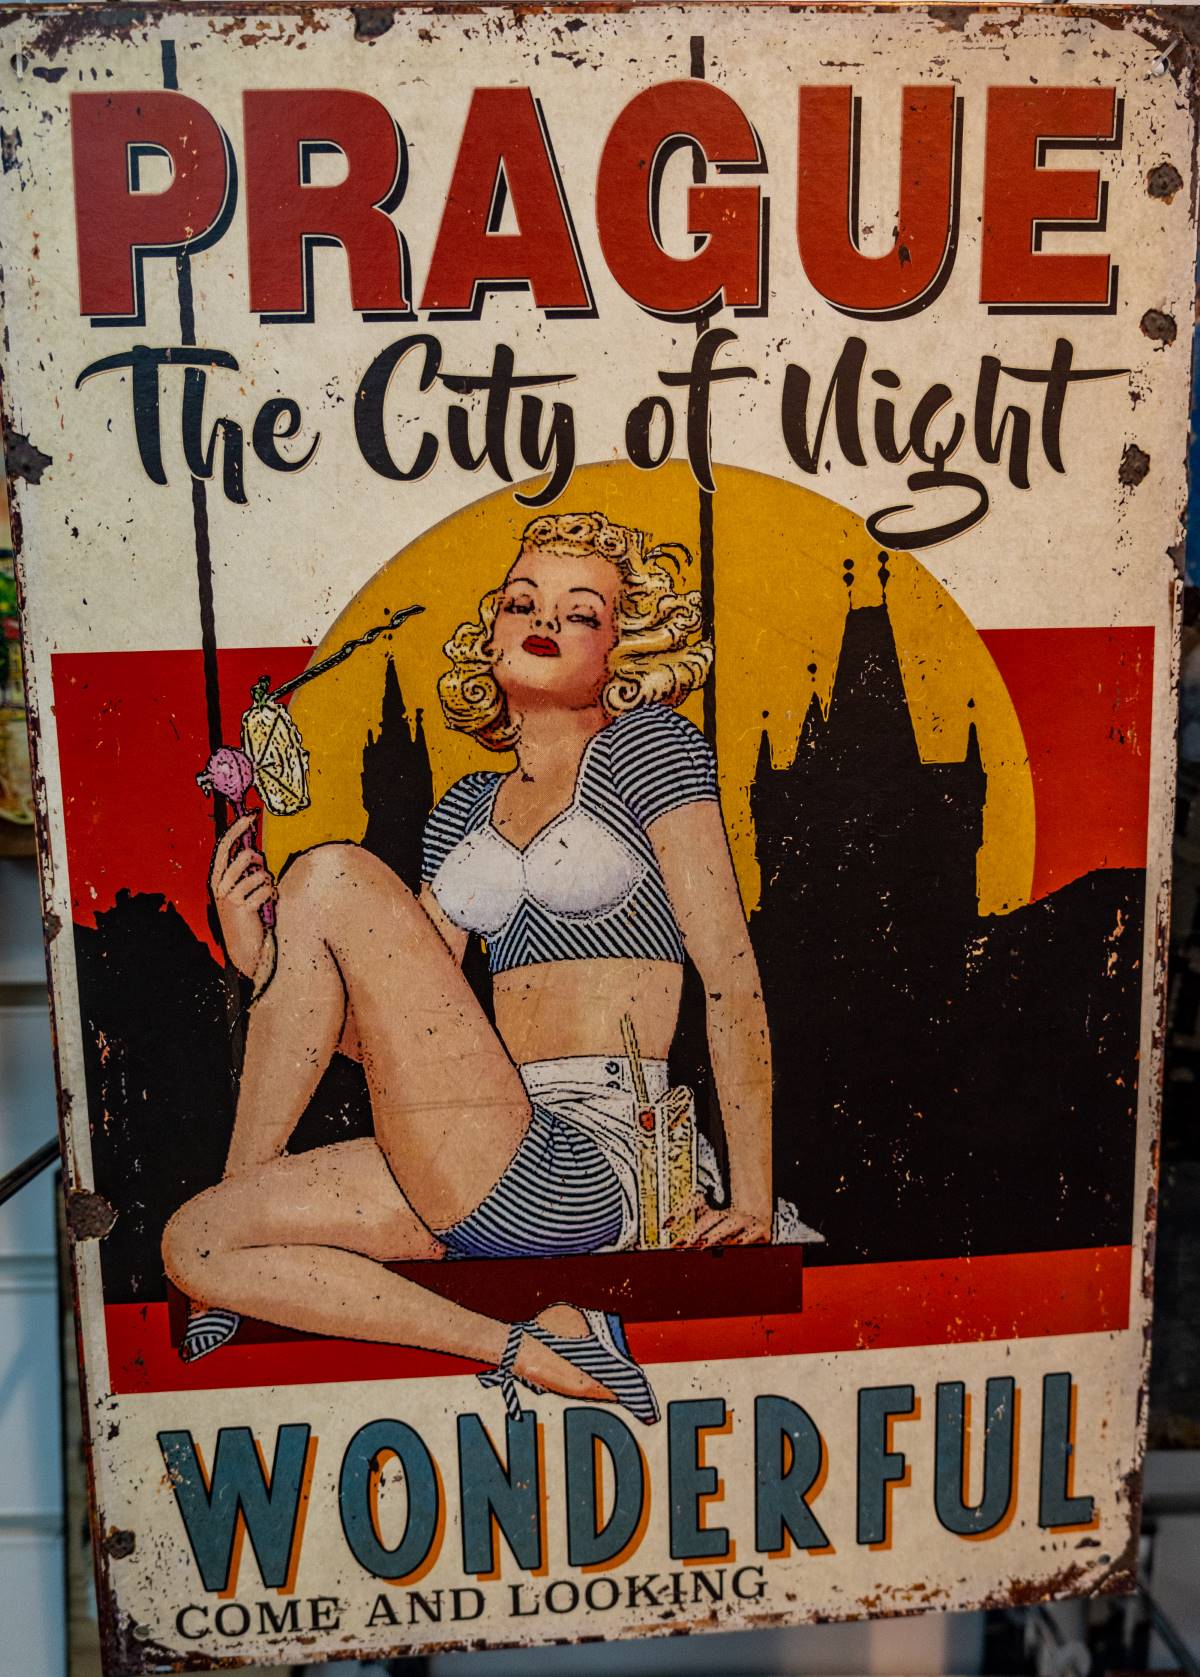 PRAGUE
The City of Night
WONDERFUL
COME AND LOOKING